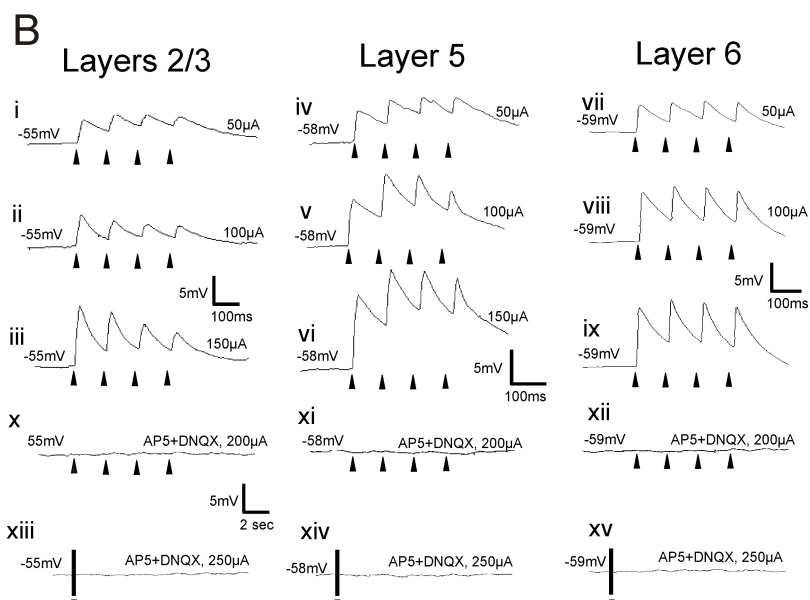 B
Layers 2/3
Layer 5
Layer 6
i
-55mV
50µA
iv
-58mV
50µA
vii
-59mV
50µA
ii
-55mV
100µA
v
-58mV
100µA
viii
-59mV
100µA
5mV
100ms
5mV
100ms
iii
-55mV
150µA
vi
-58mV
150µA
5mV
100ms
ix
-59mV
x
55mV
AP5+DNQX, 200µA
xi
-58mV
AP5+DNQX, 200µA
xii
-59mV
AP5+DNQX, 200µA
5mV
2 sec
xiii
-55mV
AP5+DNQX, 250µA
xiv
-58mV
AP5+DNQX, 250µA
xv
-59mV
AP5+DNQX, 250µA